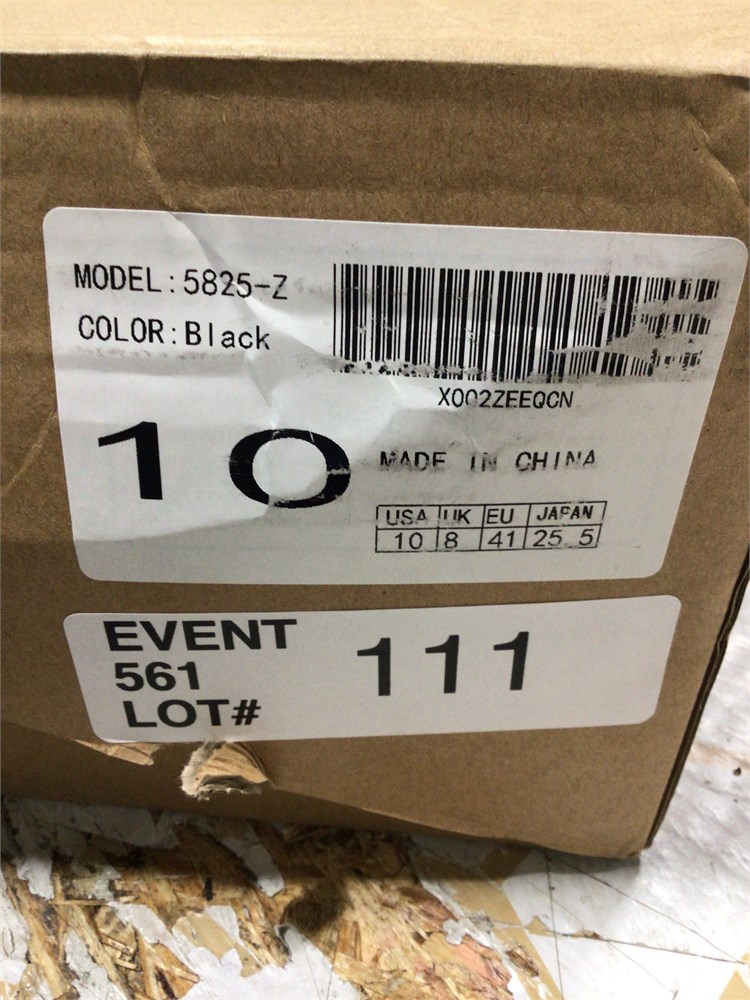 MODEL:5825-Z
COLOR:Black
X002ZEEQCN
10
MADE IN CHINA
USA UK EU JAPAN
10 8 41 25.5
EVENT
561
LOT#
111